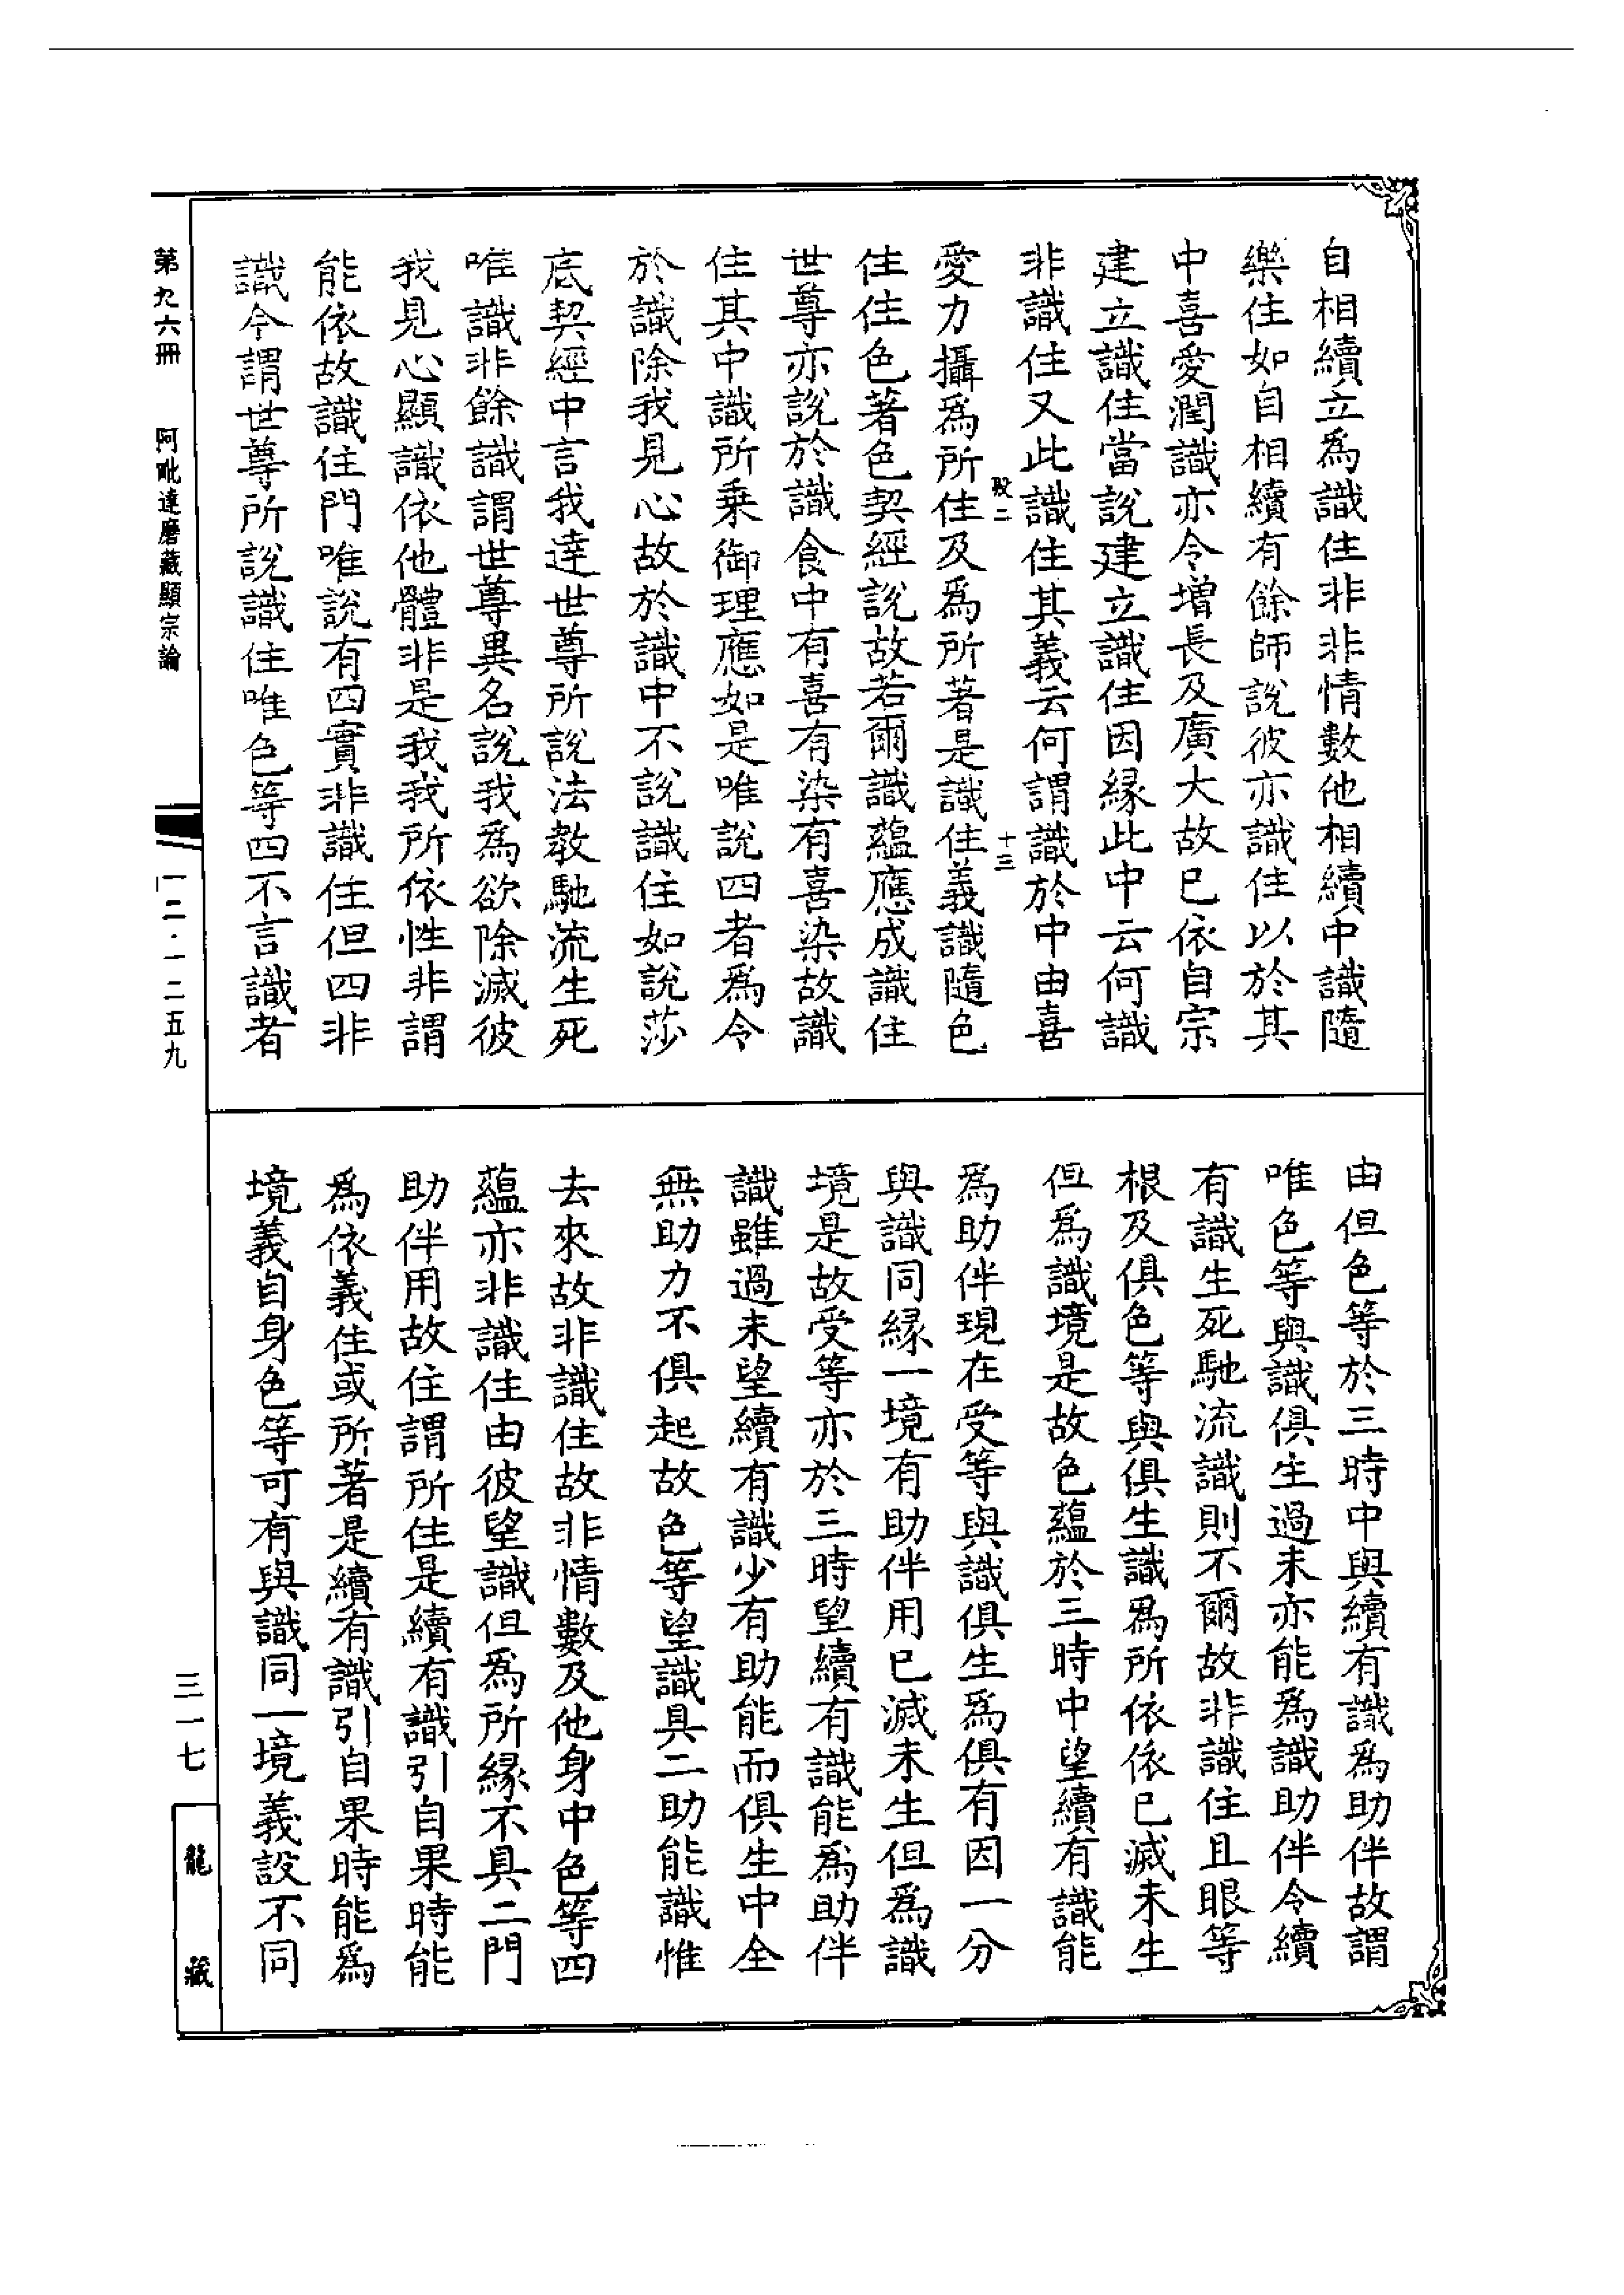 自相續立爲識住非非情數他相續中識隨
樂住如自相續有餘師說彼亦識住以於其
中喜愛潤識亦令增長及廣大故已依自宗
建立識住當說建立識住因緣此中云何識
非識住又此識住其義云何謂識於中由喜
殷二
十三
愛力攝爲所住及爲所著是識住義識隨色
住住色著色契經說故若爾識蘊應成識住
世尊亦說於識食中有喜有染有喜染故識
住其中識所乗御理應如是唯說四者爲令
於識除我見心故於識中不說識住如說莎
底契經中言我達世尊所說法教馳流生死
唯識非餘識謂世尊異名說我爲欲除滅彼
我見心顯識依他體非是我我所依性非謂
能依故識住門唯說有四實非識住但四非
識今謂世尊所說識住唯色等四不言識者
由但色等於三時中與續有識爲助伴故謂
唯色等與識俱生過未亦能爲識助伴令續
有識生死馳流識則不爾故非識住且眼等
根及俱色等與俱生識爲所依依已滅未生
但爲識境是故色蘊於三時中望續有識能
爲助伴現在受等與識俱生爲俱有因一分
與識同緣一境有助伴用已滅未生但爲識
境是故受等亦於三時望續有識能爲助伴
識雖過未望續有識少有助能而俱生中全
無助力不俱起故色等望識具二助能識惟
去來故非識住故非情數及他身中色等四
蘊亦非識住由彼望識但爲所緣不具二門
助伴用故住謂所住是續有識引自果時能
爲依義住或所著是續有識引自果時能爲
境義自身色等可有與識同一境義設不同
第九六冊
阿毗達磨藏顯宗論
一二·一二五九
三一七
龍藏